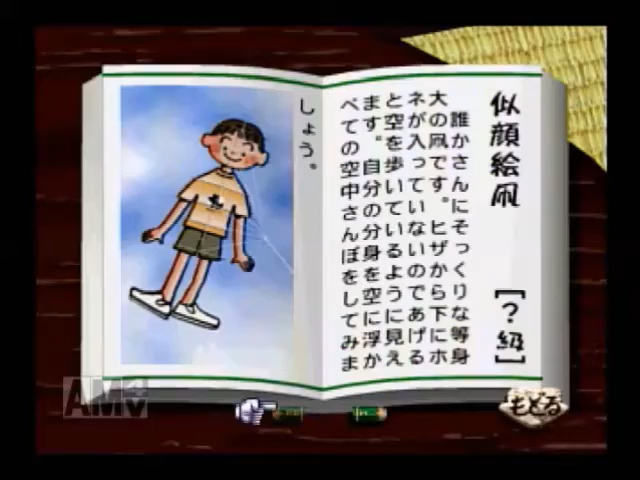 似顔絵凧 [?級]
誰かさんにそっくりな等身
大の凧です。ヒザから下にホ
ネが入っていないのであげる
と空を歩いているように見え
ます。自分の分身を空に浮か
べての空中さんぽをしてみま
しょう。
もどる
AMV